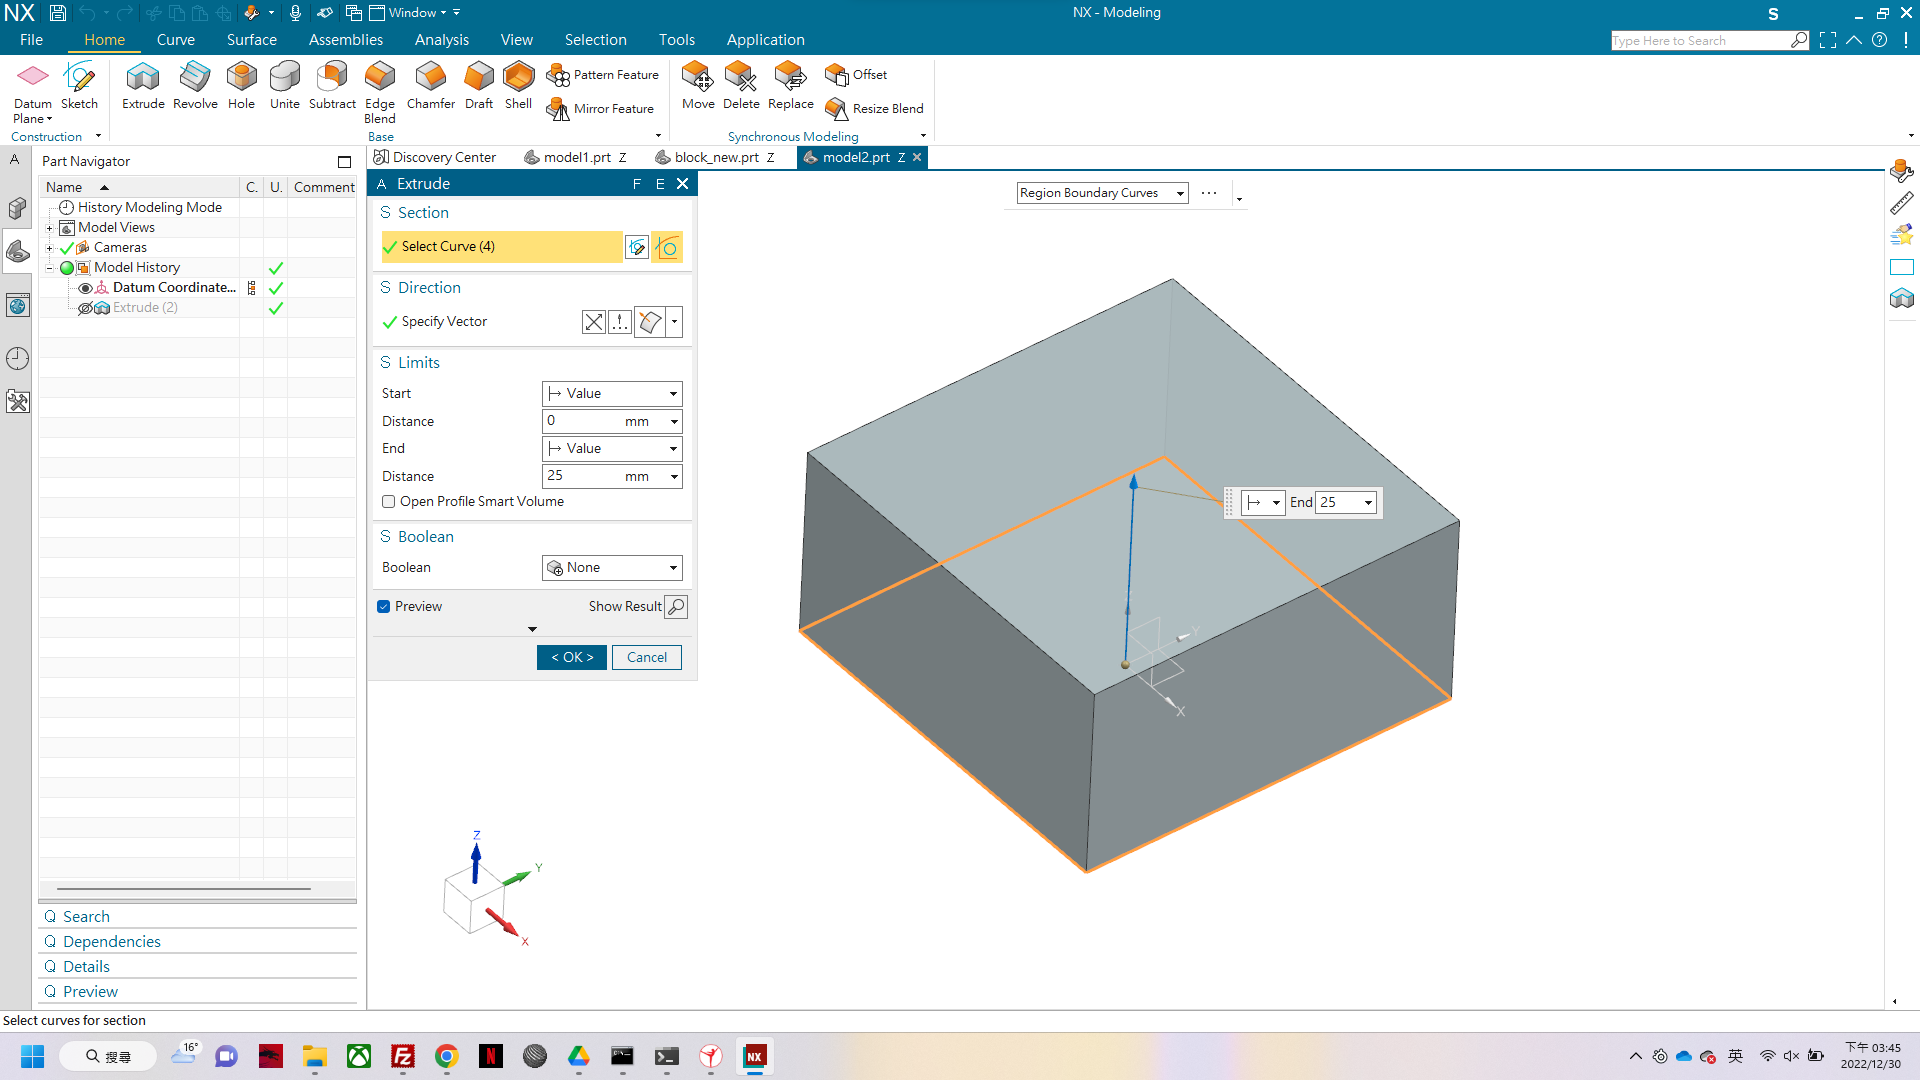 NX
Window
NX - Modeling
S
File
Home
Curve
Surface
Assemblies
Analysis
View
Selection
Tools
Application
Type Here to Search
Datum Plane
Sketch
Extrude
Revolve
Hole
Unite
Subtract
Edge Blend
Chamfer
Draft
Shell
Pattern Feature
Mirror Feature
Move
Delete
Replace
Offset
Resize Blend
Construction
Base
Synchronous Modeling
A
Part Navigator
Name
C.
U.
Comment
History Modeling Mode
Model Views
Cameras
Model History
Datum Coordinate...
Extrude (2)
Q Search
Q Dependencies
Q Details
Q Preview
Discovery Center
model1.prt Z
block_new.prt Z
model2.prt Z
A Extrude
F E
S Section
Select Curve (4)
S Direction
Specify Vector
S Limits
Start
Value
Distance
0 mm
End
Value
Distance
25 mm
Open Profile Smart Volume
S Boolean
Boolean
None
Preview
Show Result
< OK >
Cancel
Region Boundary Curves
End 25
Y
X
Z
Y
X
Select curves for section
搜尋
16°
NX
英
下午 03:45
2022/12/30